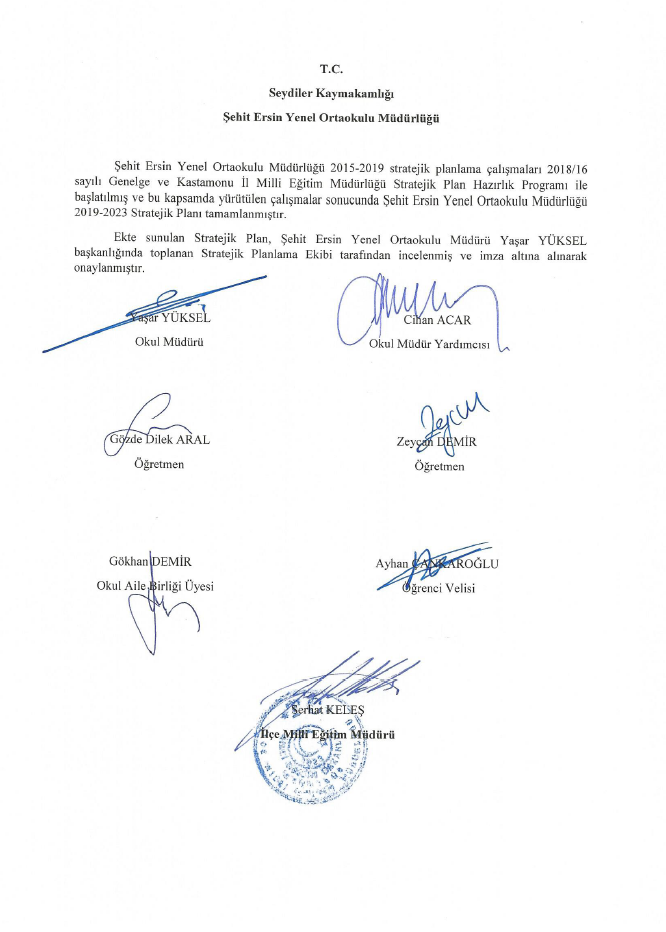 T.C.
Seydiler Kaymakamlığı
Şehit Ersin Yenel Ortaokulu Müdürlüğü
Şehit Ersin Yenel Ortaokulu Müdürlüğü 2015-2019 stratejik planlama çalışmaları 2018/16
sayılı Genelge ve Kastamonu İl Milli Eğitim Müdürlüğü Stratejik Plan Hazırlık Programı ile
başlatılmış ve bu kapsamda yürütülen çalışmalar sonucunda Şehit Ersin Yenel Ortaokulu Müdürlüğü
2019-2023 Stratejik Planı tamamlanmıştır.
Ekte sunulan Stratejik Plan, Şehit Ersin Yenel Ortaokulu Müdürü Yaşar YÜKSEL
başkanlığında toplanan Stratejik Planlama Ekibi tarafından incelenmiş ve imza altına alınarak
onaylanmıştır.
Yaşar YÜKSEL
Cihan ACAR
Okul Müdürü
Okul Müdür Yardımcısı
Gözde Dilek ARAL
Zeycan DEMİR
Öğretmen
Öğretmen
Gökhan DEMİR
Ayhan ÇANKAROĞLU
Okul Aile Birliği Üyesi
Öğrenci Velisi
Serhat KELEŞ
İlçe Milli Eğitim Müdürü